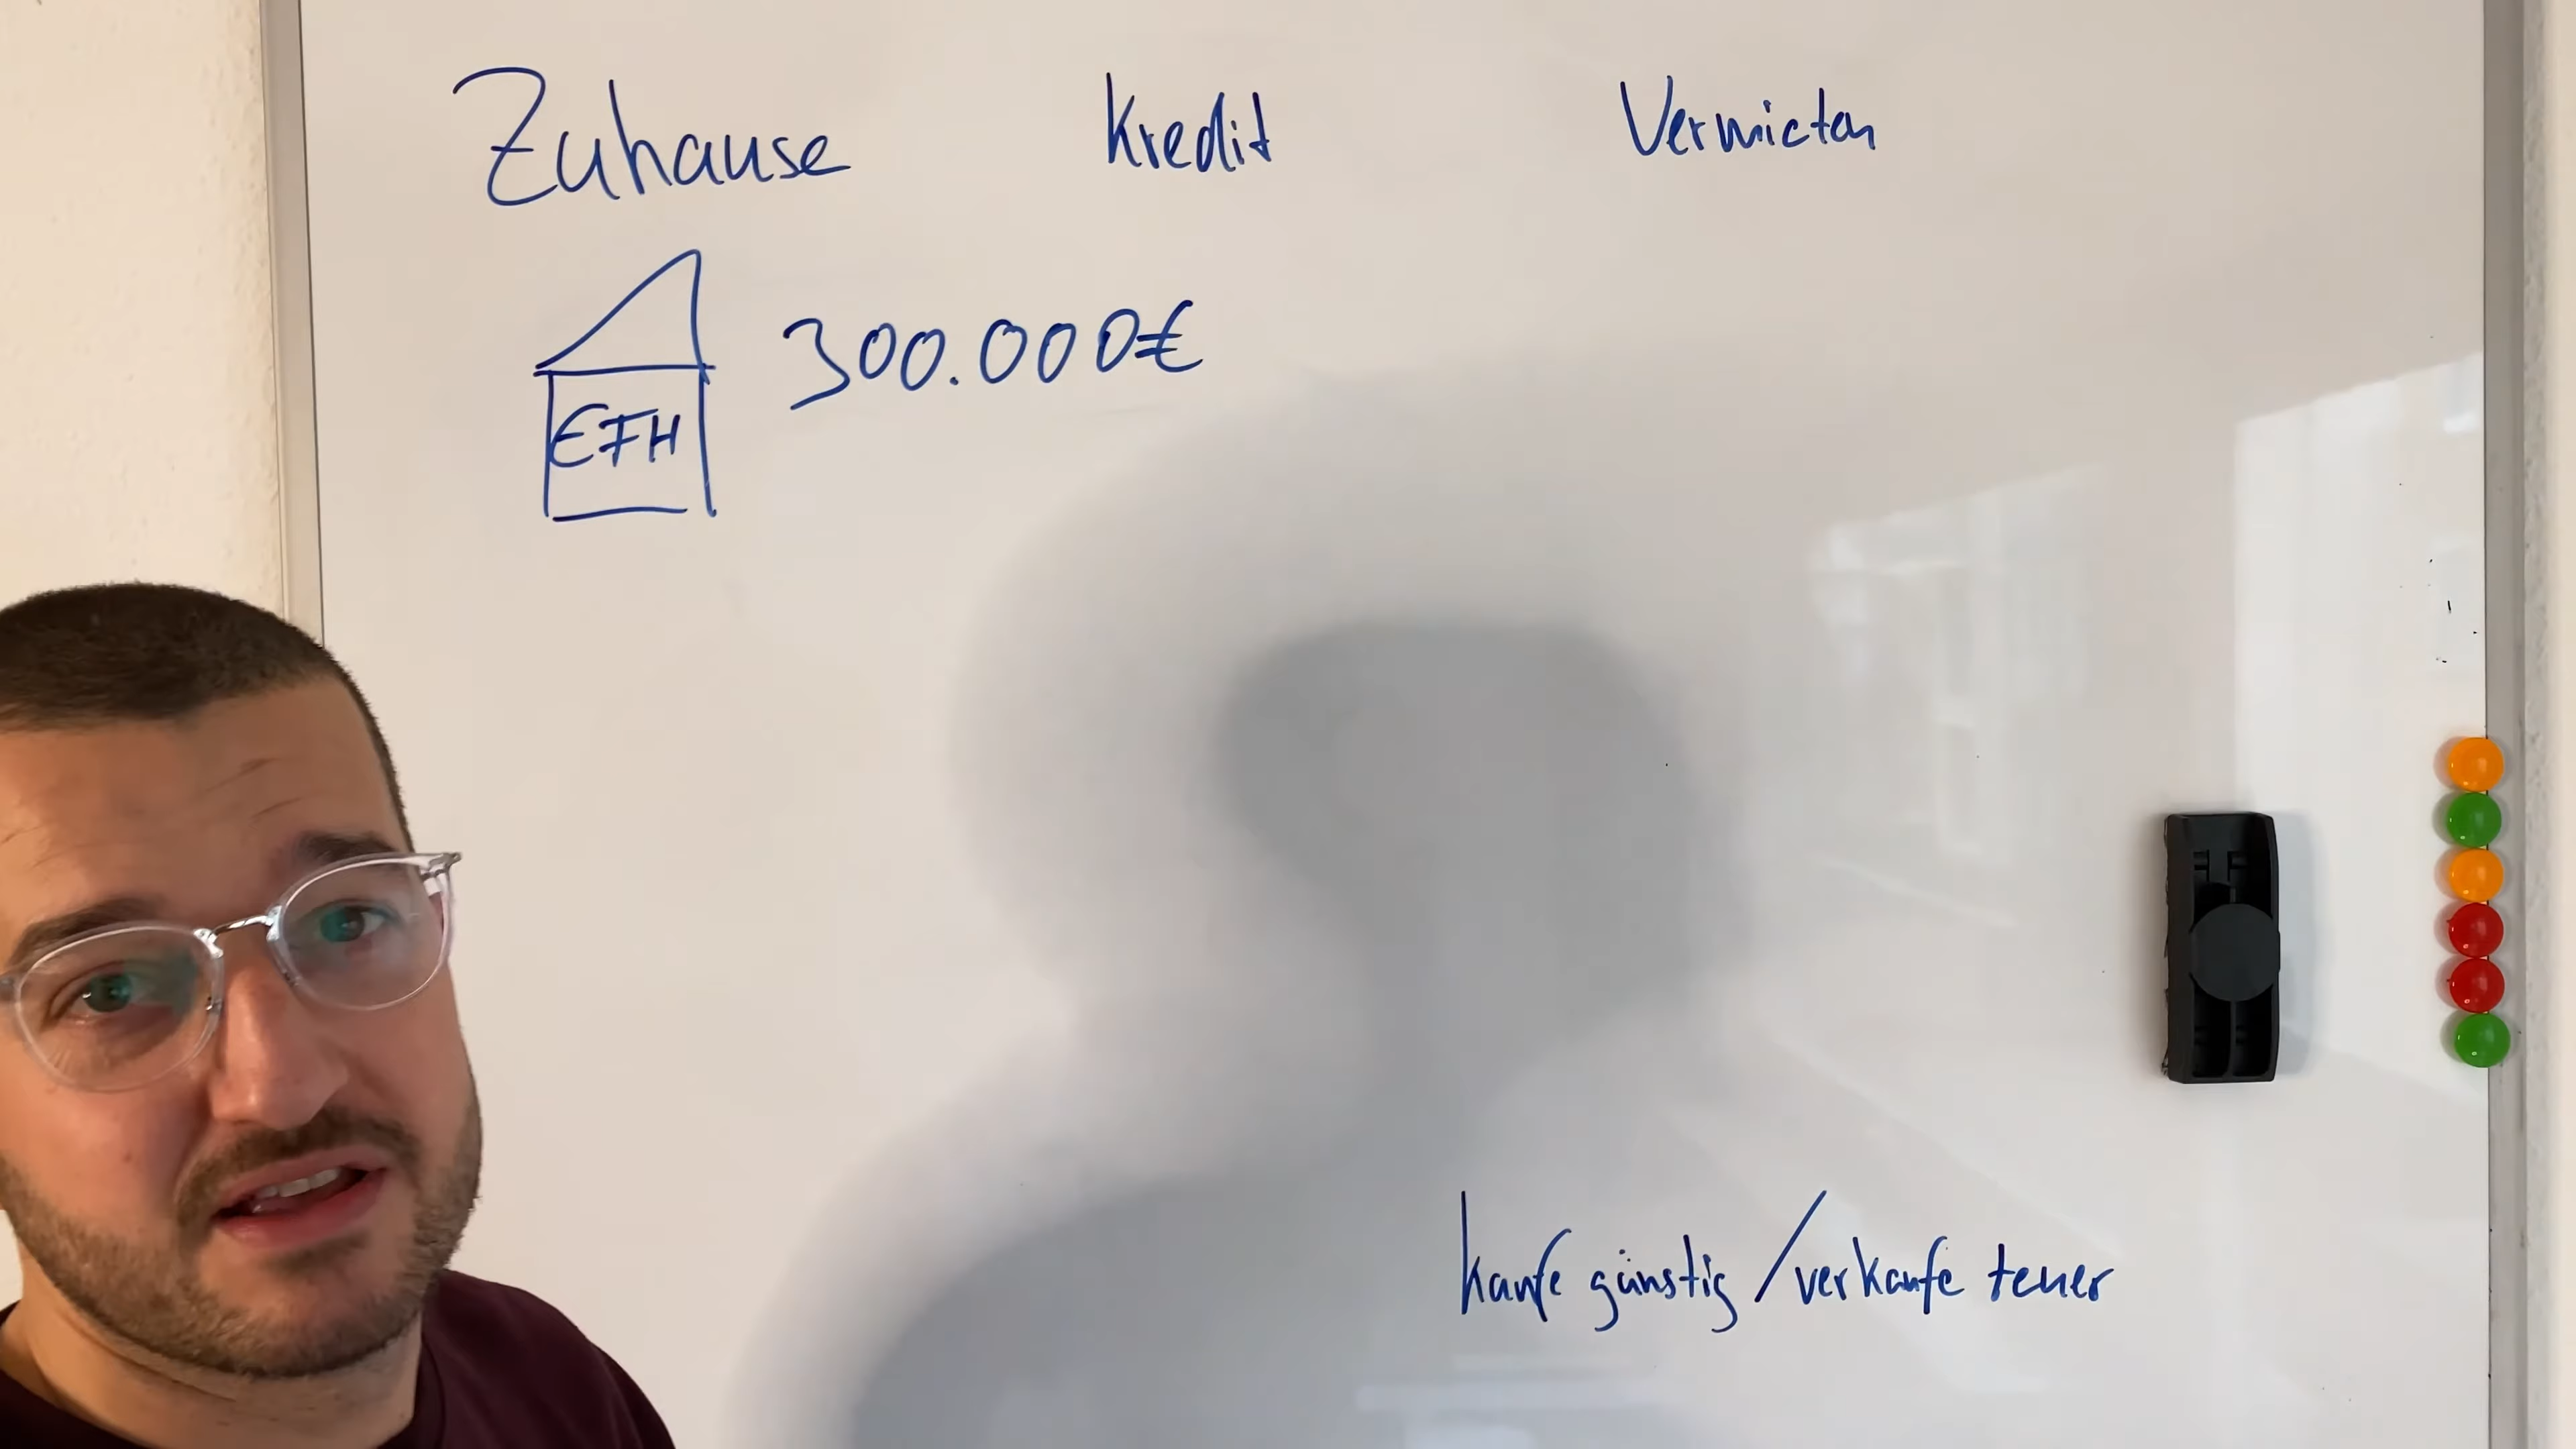 Zuhause Kredit Vermieten
300.000€
EFH
kaufe günstig / verkaufe teuer